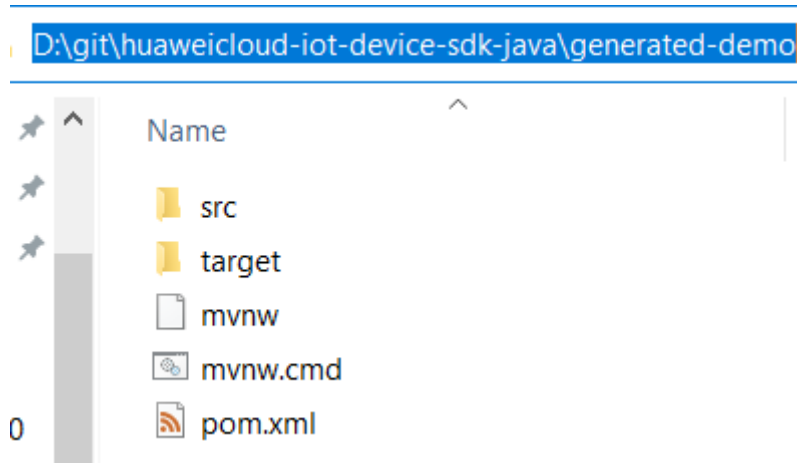 D:\git\huaweicloud-iot-device-sdk-java\generated-demo
Name
src
target
mvnw
mvnw.cmd
pom.xml
0